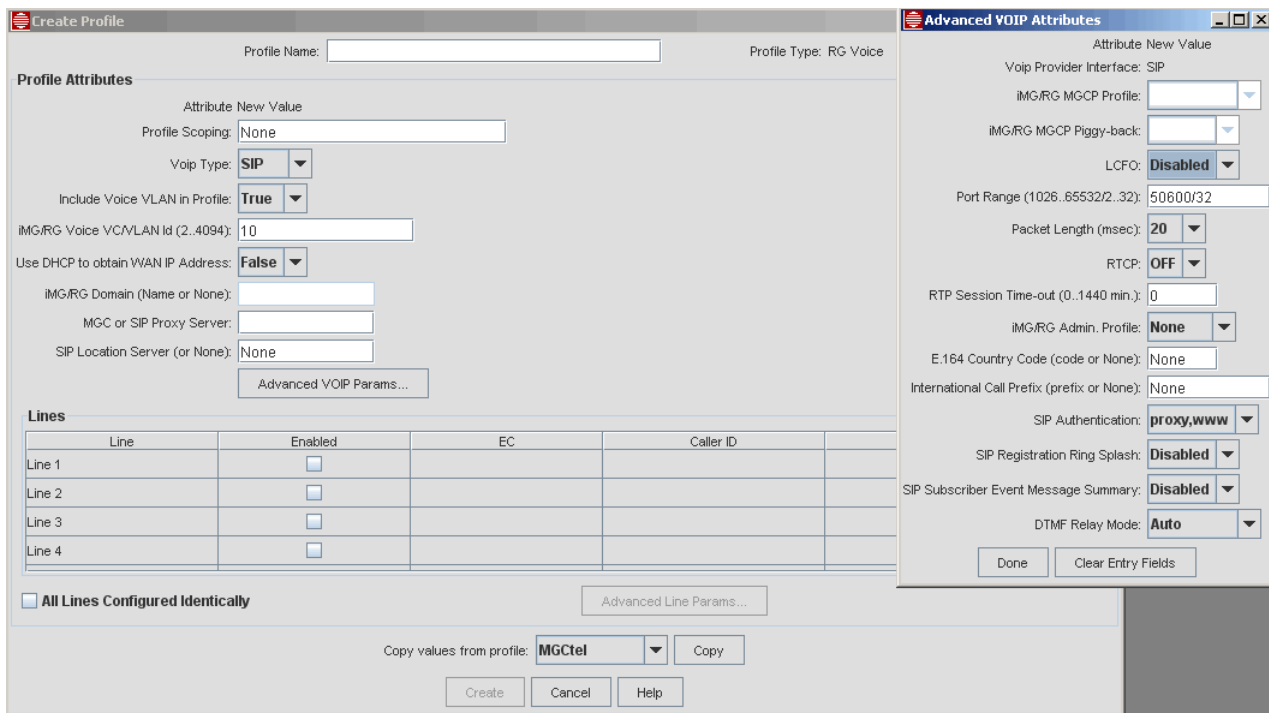 Create Profile
Profile Name:
Profile Type: RG Voice
Profile Attributes
Attribute New Value
Profile Scoping: None
Voip Type: SIP
Include Voice VLAN in Profile: True
iMG/RG Voice VC/VLAN Id (2..4094): 10
Use DHCP to obtain WAN IP Address: False
iMG/RG Domain (Name or None):
MGC or SIP Proxy Server:
SIP Location Server (or None): None
Advanced VOIP Params...
Lines
Line Enabled EC Caller ID
Line 1
Line 2
Line 3
Line 4
All Lines Configured Identically
Advanced Line Params...
Copy values from profile: MGCtel Copy
Create Cancel Help
Advanced VOIP Attributes
Attribute New Value
Voip Provider Interface: SIP
iMG/RG MGCP Profile:
iMG/RG MGCP Piggy-back:
LCFO: Disabled
Port Range (1026..65532/2..32): 50600/32
Packet Length (msec): 20
RTCP: OFF
RTP Session Time-out (0..1440 min.): 0
iMG/RG Admin. Profile: None
E.164 Country Code (code or None): None
International Call Prefix (prefix or None): None
SIP Authentication: proxy,www
SIP Registration Ring Splash: Disabled
SIP Subscriber Event Message Summary: Disabled
DTMF Relay Mode: Auto
Done Clear Entry Fields